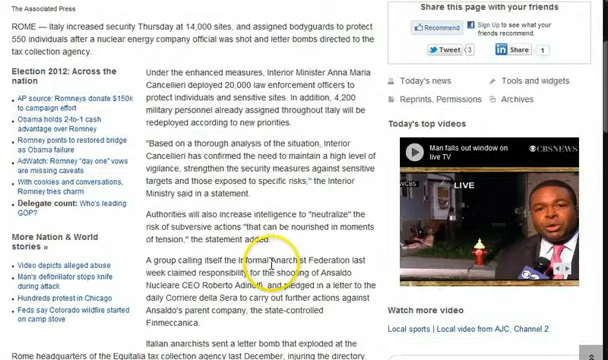 The Associated Press
ROME — Italy increased security Thursday at 14,000 sites, and assigned bodyguards to protect
550 individuals after a nuclear energy company official was shot and letter bombs directed to the
tax collection agency.
Election 2012: Across the
nation
AP source: Romneys donate $150k
to campaign effort
Obama holds 2-to-1 cash
advantage over Romney
Romney points to restored bridge
as Obama failure
AdWatch: Romney "day one" vows
are missing caveats
With cookies and conversations,
Romney tries charm
Delegate count: Who's leading
GOP?
More Nation & World
stories »
Video depicts alleged abuse
Man's defibrillator stops knife
during attack
Hundreds protest in Chicago
Feds say Colorado wildfire started
on camp stove
Under the enhanced measures, Interior Minister Anna Maria
Cancellieri deployed 20,000 law enforcement officers to
protect individuals and sensitive sites. In addition, 4,200
military personnel already assigned throughout Italy will be
redeployed according to new priorities.
"Based on a thorough analysis of the situation, Interior
Cancellieri has confirmed the need to maintain a high level of
vigilance, strengthen the security measures against sensitive
targets and those exposed to specific risks," the Interior
Ministry said in a statement.
Authorities will also increase intelligence to "neutralize" the
risk of subversive actions "that can be nourished in moments
of tension," the statement added.
A group calling itself the Informal Anarchist Federation last
week claimed responsibility for the shooting of Ansaldo
Nucleare CEO Roberto Adinolfi, and pledged in a letter to the
daily Corriere della Sera to carry out further actions against
Ansaldo's parent company, the state-controlled
Finmeccanica.
Italian anarchists sent a letter bomb that exploded at the
Rome headquarters of the Equitalia tax collection agency last December, injuring the director.
Share this page with your friends
Recommend
Sign Up to see what your
friends recommend.
Tweet 3
Share 1
Today's news
Tools and widgets
Reprints, Permissions
Archives
Today's top videos
Man falls out window on
live TV
CBSNEWS
WCBS
LIVE
Watch more video
Local sports | Local video from AJC, Channel 2